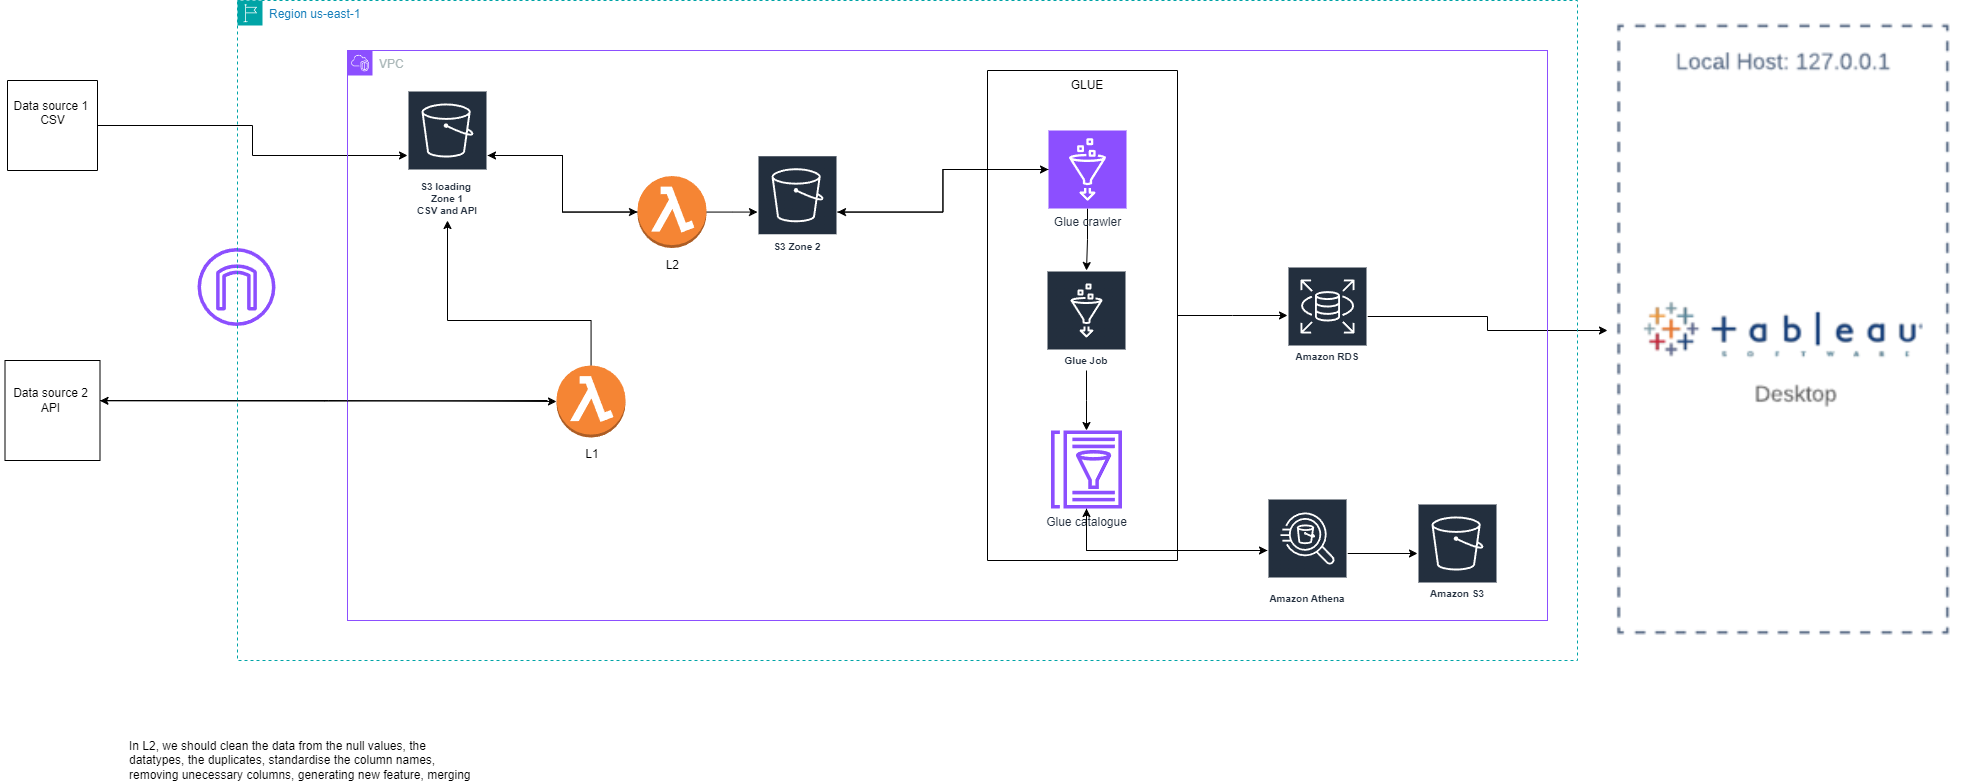 Region us-east-1
VPC
Data source 1
CSV
S3 loading
Zone 1
CSV and API
L2
S3 Zone 2
GLUE
Glue crawler
Glue Job
Glue catalogue
Amazon RDS
Data source 2
API
L1
Amazon Athena
Amazon S3
Local Host: 127.0.0.1
+ableau
SOFTWARE
Desktop
In L2, we should clean the data from the null values, the
datatypes, the duplicates, standardise the column names,
removing unecessary columns, generating new feature, merging